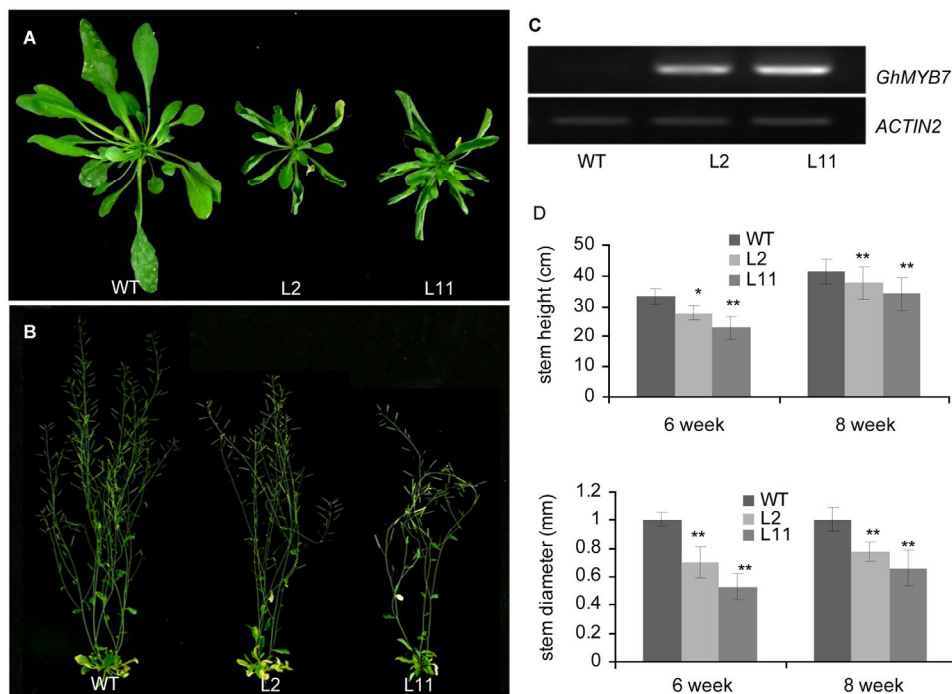 A
WT
L2
L11
B
WT
L2
L11
C
GhMYB7
ACTIN2
WT
L2
L11
D
WT
L2
L11
stem height (cm)
50
40
30
20
10
0
*
**
**
**
6 week
8 week
WT
L2
L11
stem diameter (mm)
1.2
1
0.8
0.6
0.4
0.2
0
**
**
**
**
6 week
8 week